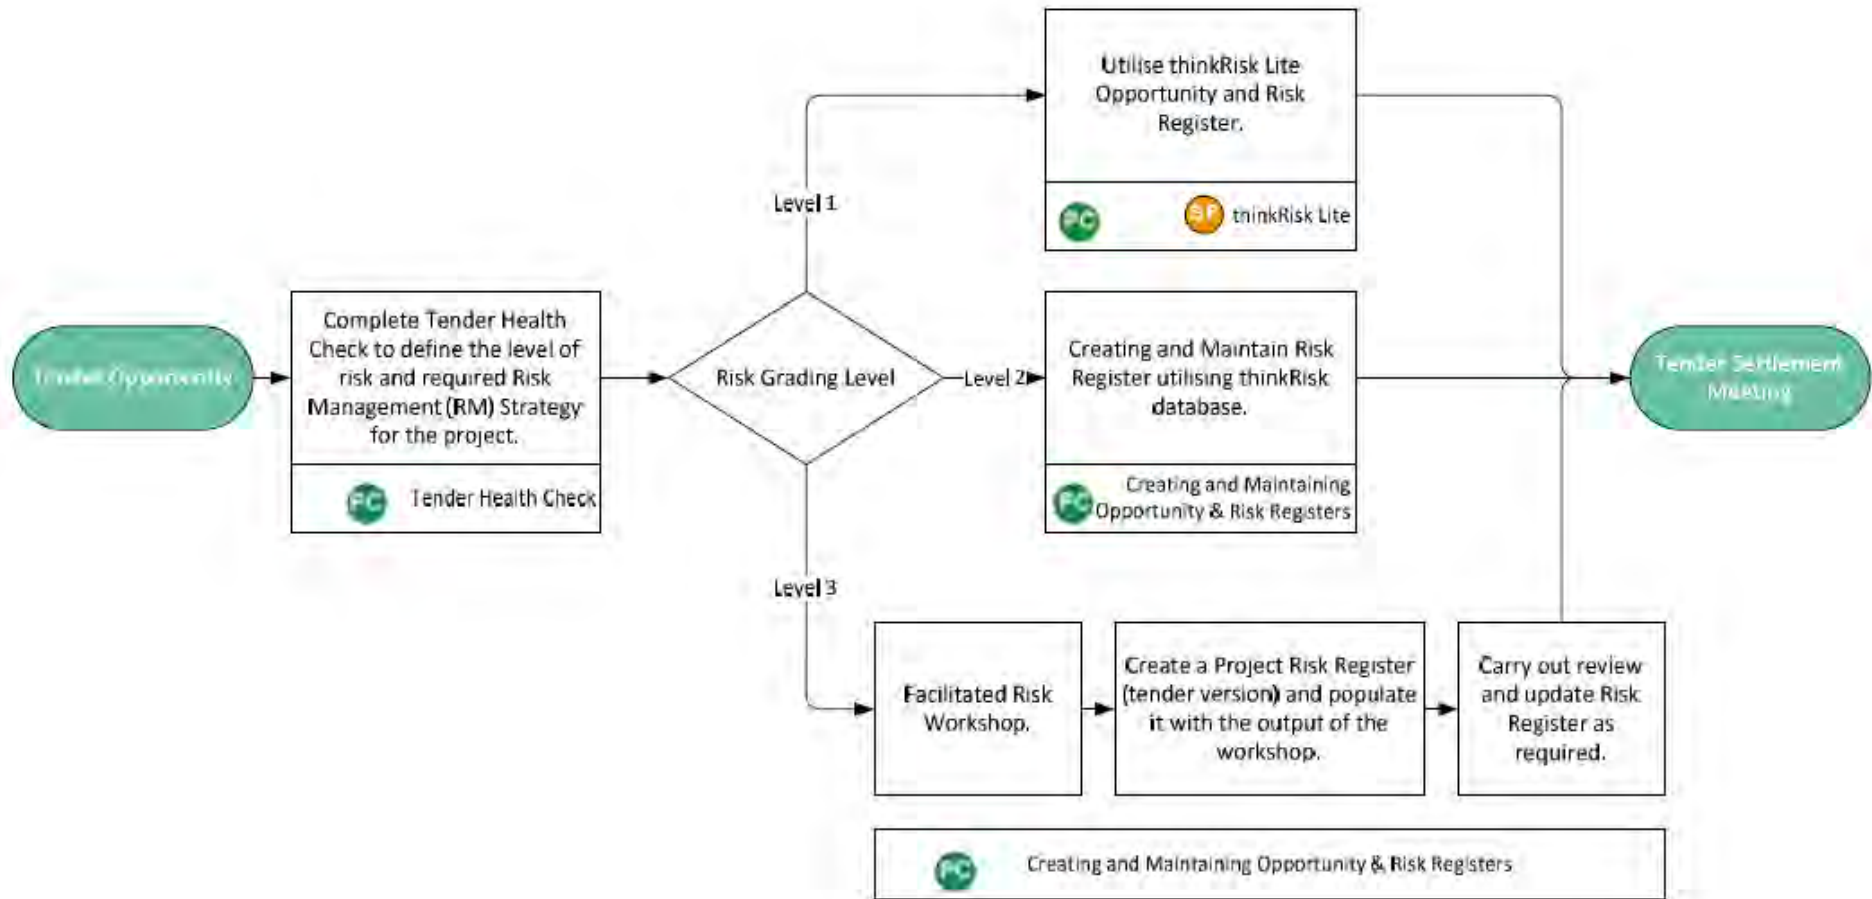 Tender Opportunity
Complete Tender Health
Check to define the level of
risk and required Risk
Management (RM) Strategy
for the project.
PC
Tender Health Check
Risk Grading Level
Level 1
Level 2
Level 3
Utilise thinkRisk Lite
Opportunity and Risk
Register.
PC
SP
thinkRisk Lite
Creating and Maintain Risk
Register utilising thinkRisk
database.
PC
Creating and Maintaining
Opportunity & Risk Registers
Facilitated Risk
Workshop.
Create a Project Risk Register
(tender version) and populate
it with the output of the
workshop.
Carry out review
and update Risk
Register as
required.
PC
Creating and Maintaining Opportunity & Risk Registers
Tender Settlement
Meeting